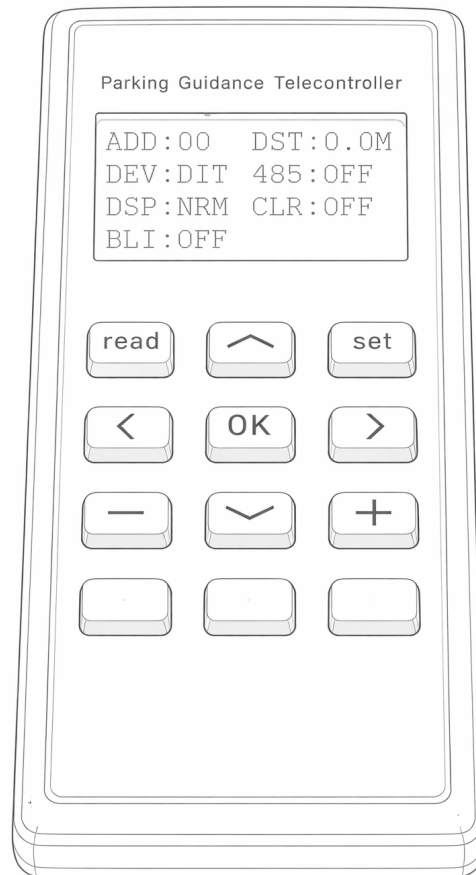 Parking Guidance Telecontroller
ADD:00 DST:0.0M
DEV:DIT 485:OFF
DSP:NRM CLR:OFF
BLI:OFF
read
set
<
OK
>
−
+